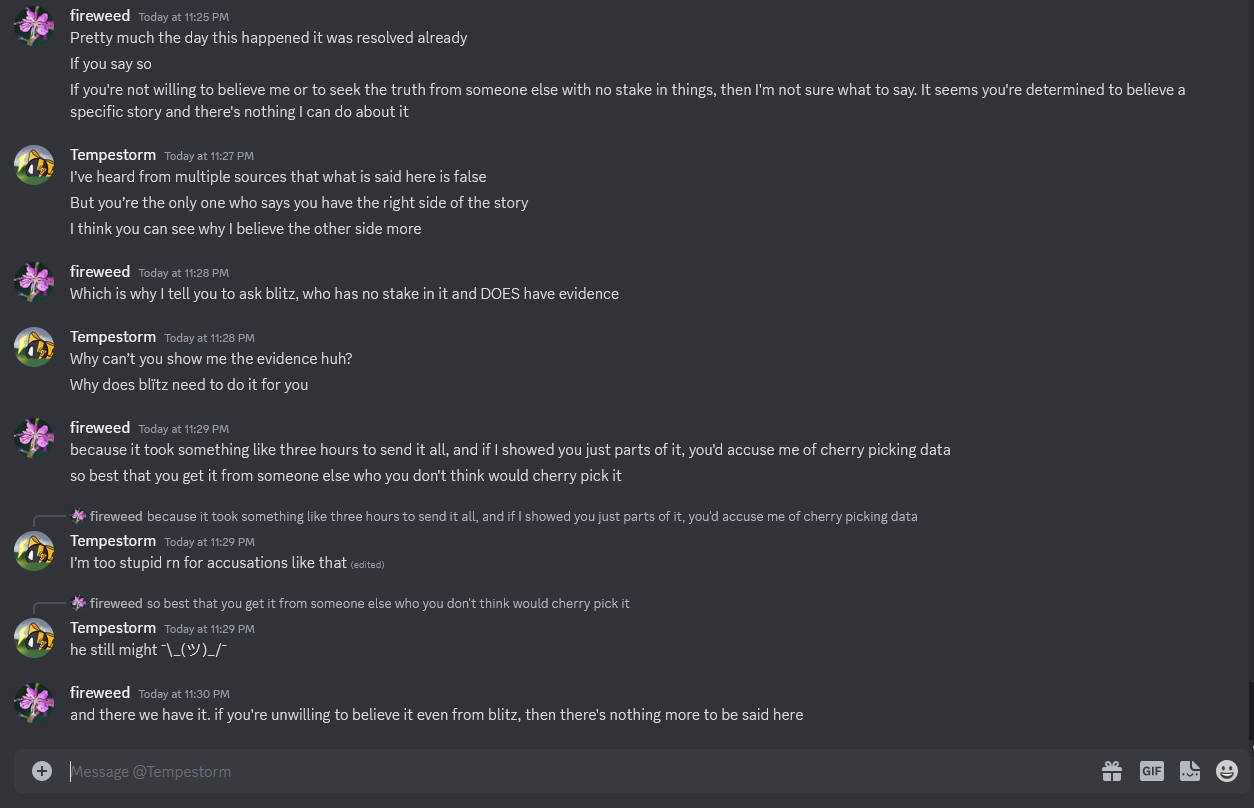 fireweed Today at 11:25 PM
Pretty much the day this happened it was resolved already
If you say so
If you're not willing to believe me or to seek the truth from someone else with no stake in things, then I'm not sure what to say. It seems you're determined to believe a
specific story and there's nothing I can do about it
Tempestorm Today at 11:27 PM
I've heard from multiple sources that what is said here is false
But you're the only one who says you have the right side of the story
I think you can see why I believe the other side more
fireweed Today at 11:28 PM
Which is why I tell you to ask blitz, who has no stake in it and DOES have evidence
Tempestorm Today at 11:28 PM
Why can't you show me the evidence huh?
Why does blïtz need to do it for you
fireweed Today at 11:29 PM
because it took something like three hours to send it all, and if I showed you just parts of it, you'd accuse me of cherry picking data
so best that you get it from someone else who you don't think would cherry pick it
fireweed because it took something like three hours to send it all, and if I showed you just parts of it, you'd accuse me of cherry picking data
Tempestorm Today at 11:29 PM
I'm too stupid rn for accusations like that (edited)
fireweed so best that you get it from someone else who you don't think would cherry pick it
Tempestorm Today at 11:29 PM
he still might ¯\_(ツ)_/¯
fireweed Today at 11:30 PM
and there we have it. if you're unwilling to believe it even from blitz, then there's nothing more to be said here
Message @Tempestorm
GIF